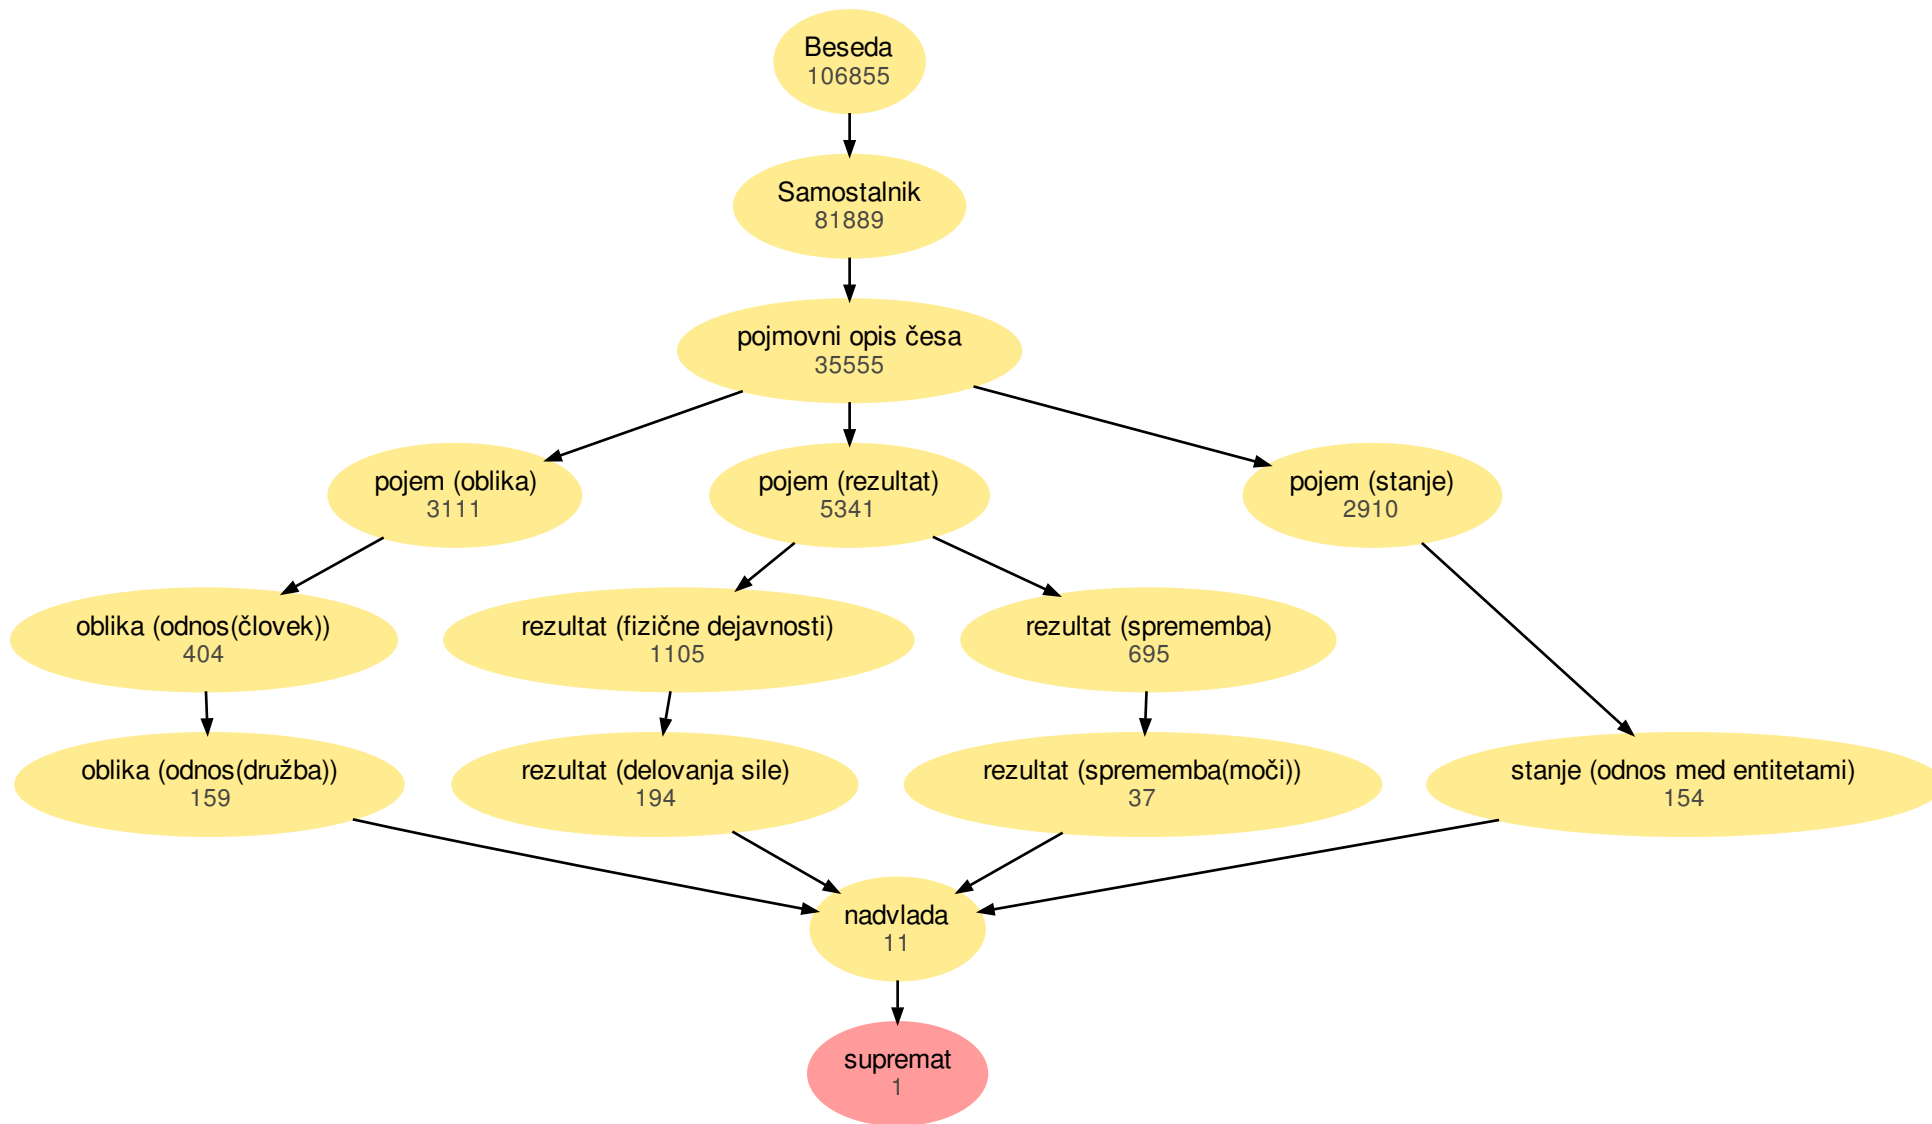 Beseda
106855
Samostalnik
81889
pojmovni opis česa
35555
pojem (oblika)
3111
pojem (rezultat)
5341
pojem (stanje)
2910
oblika (odnos(človek))
404
rezultat (fizične dejavnosti)
1105
rezultat (sprememba)
695
oblika (odnos(družba))
159
rezultat (delovanja sile)
194
rezultat (sprememba(moči))
37
stanje (odnos med entitetami)
154
nadvlada
11
supremat
1